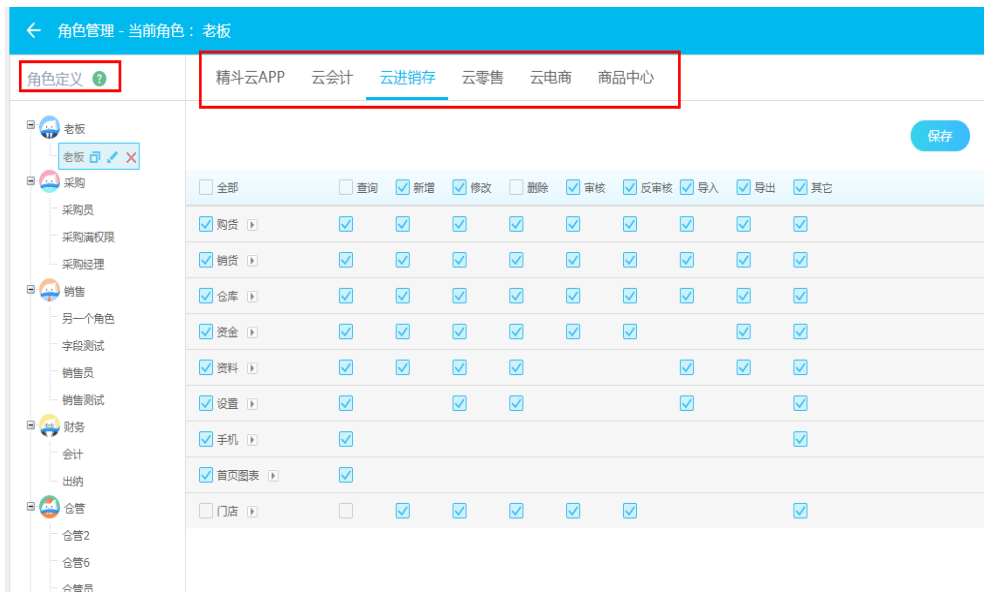 角色管理 - 当前角色： 老板
角色定义 ?
精斗云APP 云会计 云进销存 云零售 云电商 商品中心
保存
老板
老板
采购
采购员
采购满权限
采购经理
销售
另一个角色
字段测试
销售员
销售测试
财务
会计
出纳
仓管
仓管2
仓管6
仓管员
全部 查询 新增 修改 删除 审核 反审核 导入 导出 其它
购货
销货
仓库
资金
资料
设置
手机
首页图表
门店